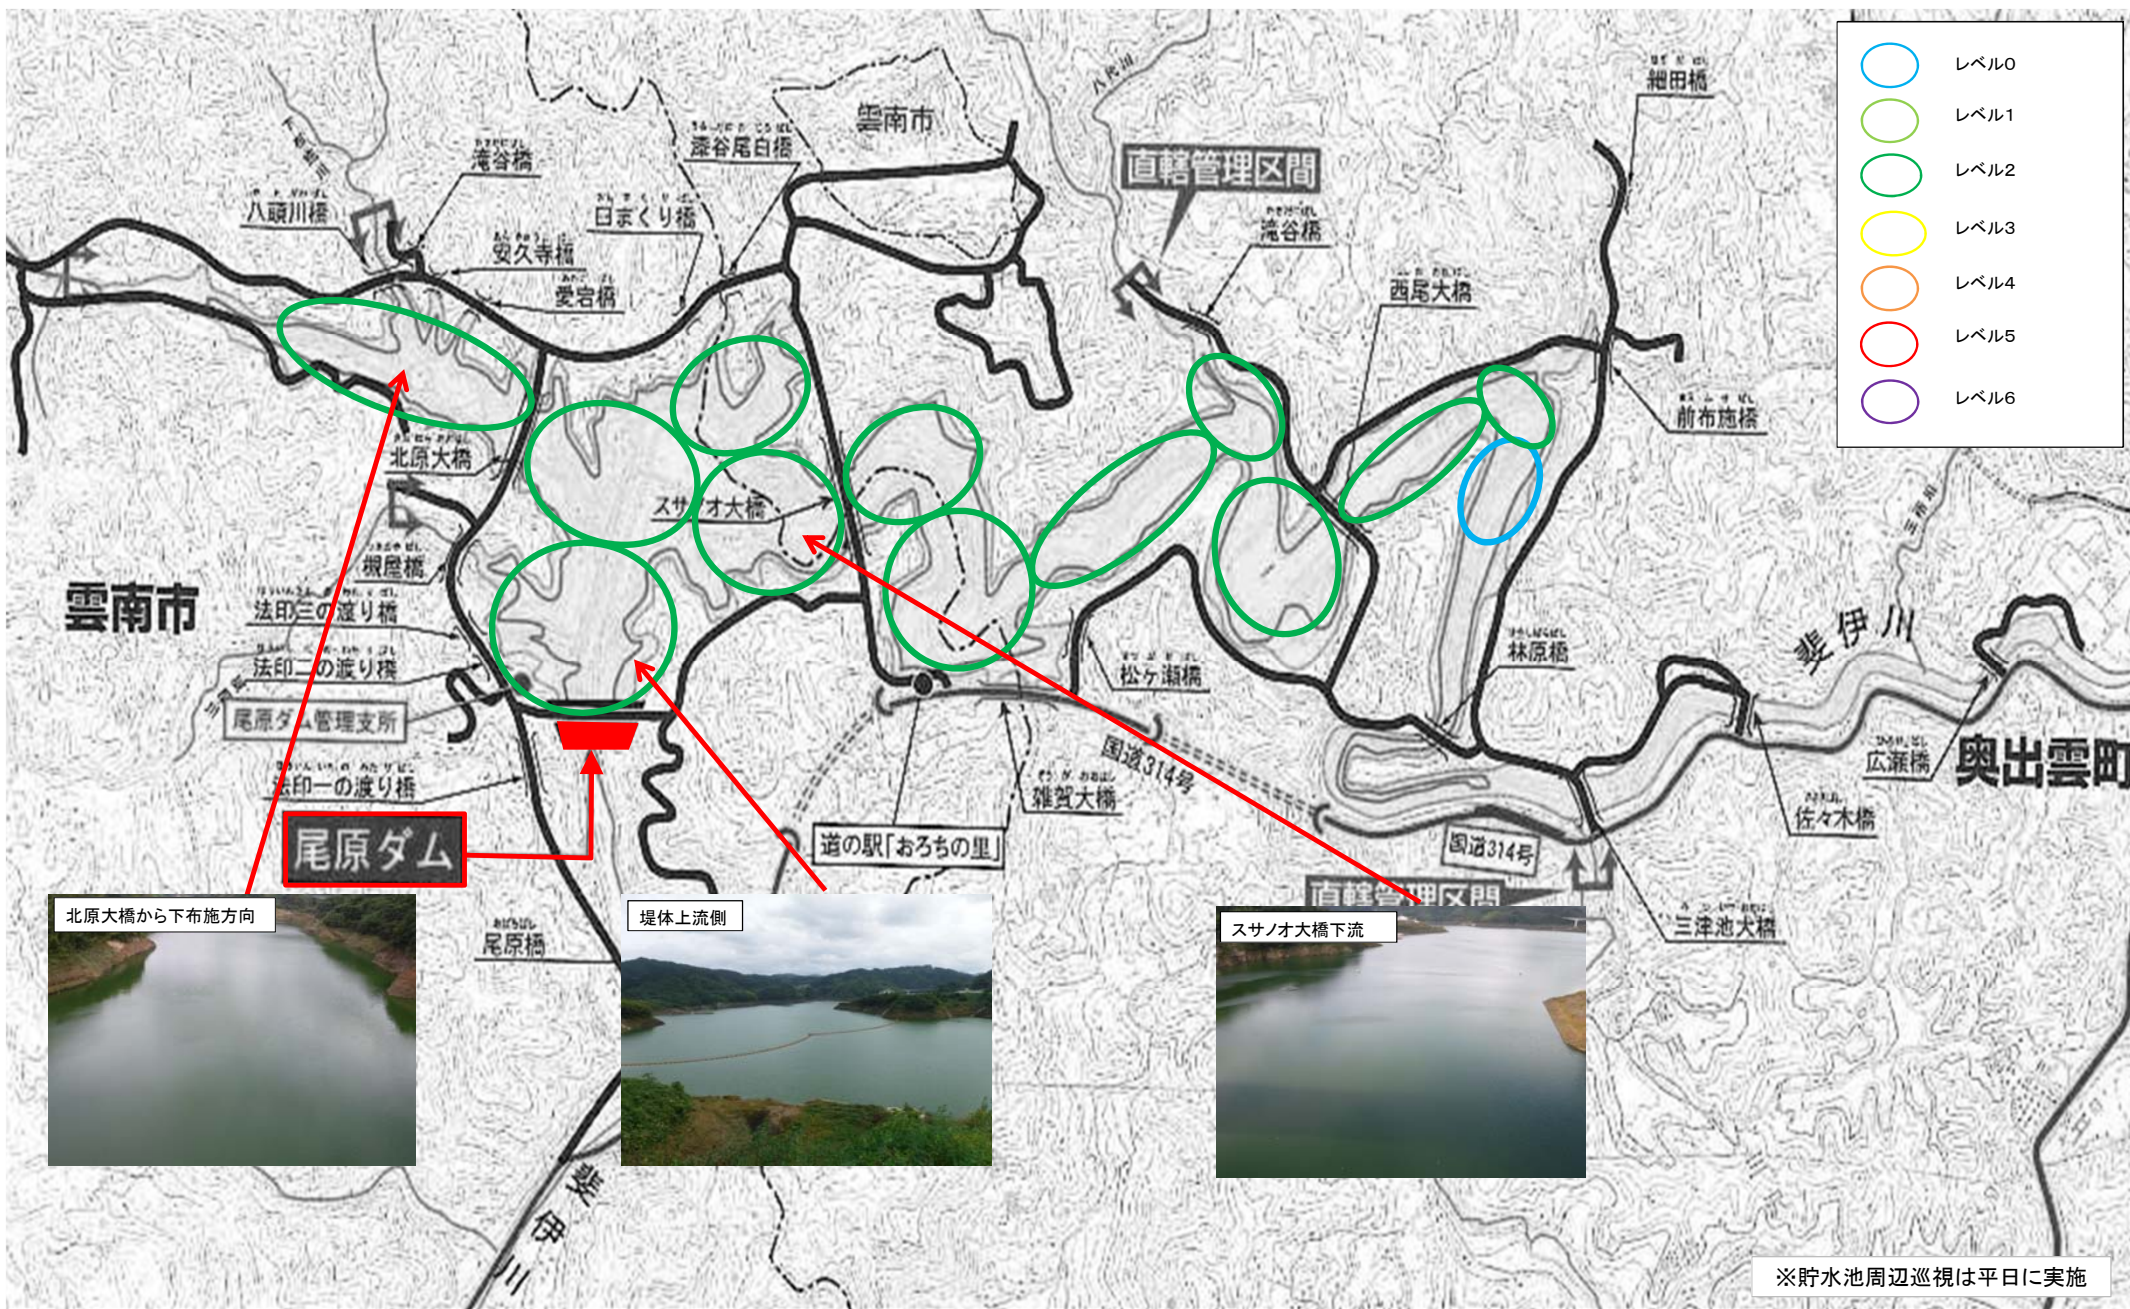 レベル0
レベル1
レベル2
レベル3
レベル4
レベル5
レベル6
細田橋
八代川
雲南市
漆谷尾白橋
滝谷橋
直轄管理区間
八頭川橋
日まくり橋
安久寺橋
滝谷橋
愛宕橋
西尾大橋
前布施橋
北原大橋
スサノオ大橋
槻屋橋
雲南市
法印三の渡り橋
法印二の渡り橋
尾原ダム管理支所
法印一の渡り橋
林原橋
松ヶ瀬橋
斐伊川
国道314号
雑賀大橋
広瀬橋
奥出雲町
佐々木橋
尾原ダム
道の駅「おろちの里」
国道314号
直轄管理区間
三津池大橋
尾原橋
北原大橋から下布施方向
堤体上流側
スサノオ大橋下流
斐伊川
※貯水池周辺巡視は平日に実施